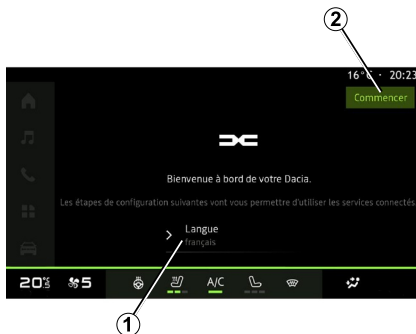 2
16°C · 20:23
Commencer
Bienvenue à bord de votre Dacia.
Les étapes de configuration suivantes vont vous permettre d'utiliser les services connectés.
Langue
français
20°5 5 A/C
1